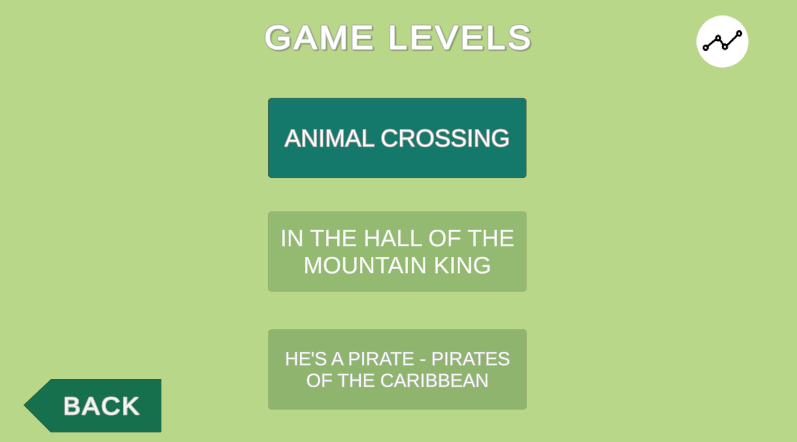 GAME LEVELS
ANIMAL CROSSING
IN THE HALL OF THE
MOUNTAIN KING
HE'S A PIRATE - PIRATES
OF THE CARIBBEAN
BACK